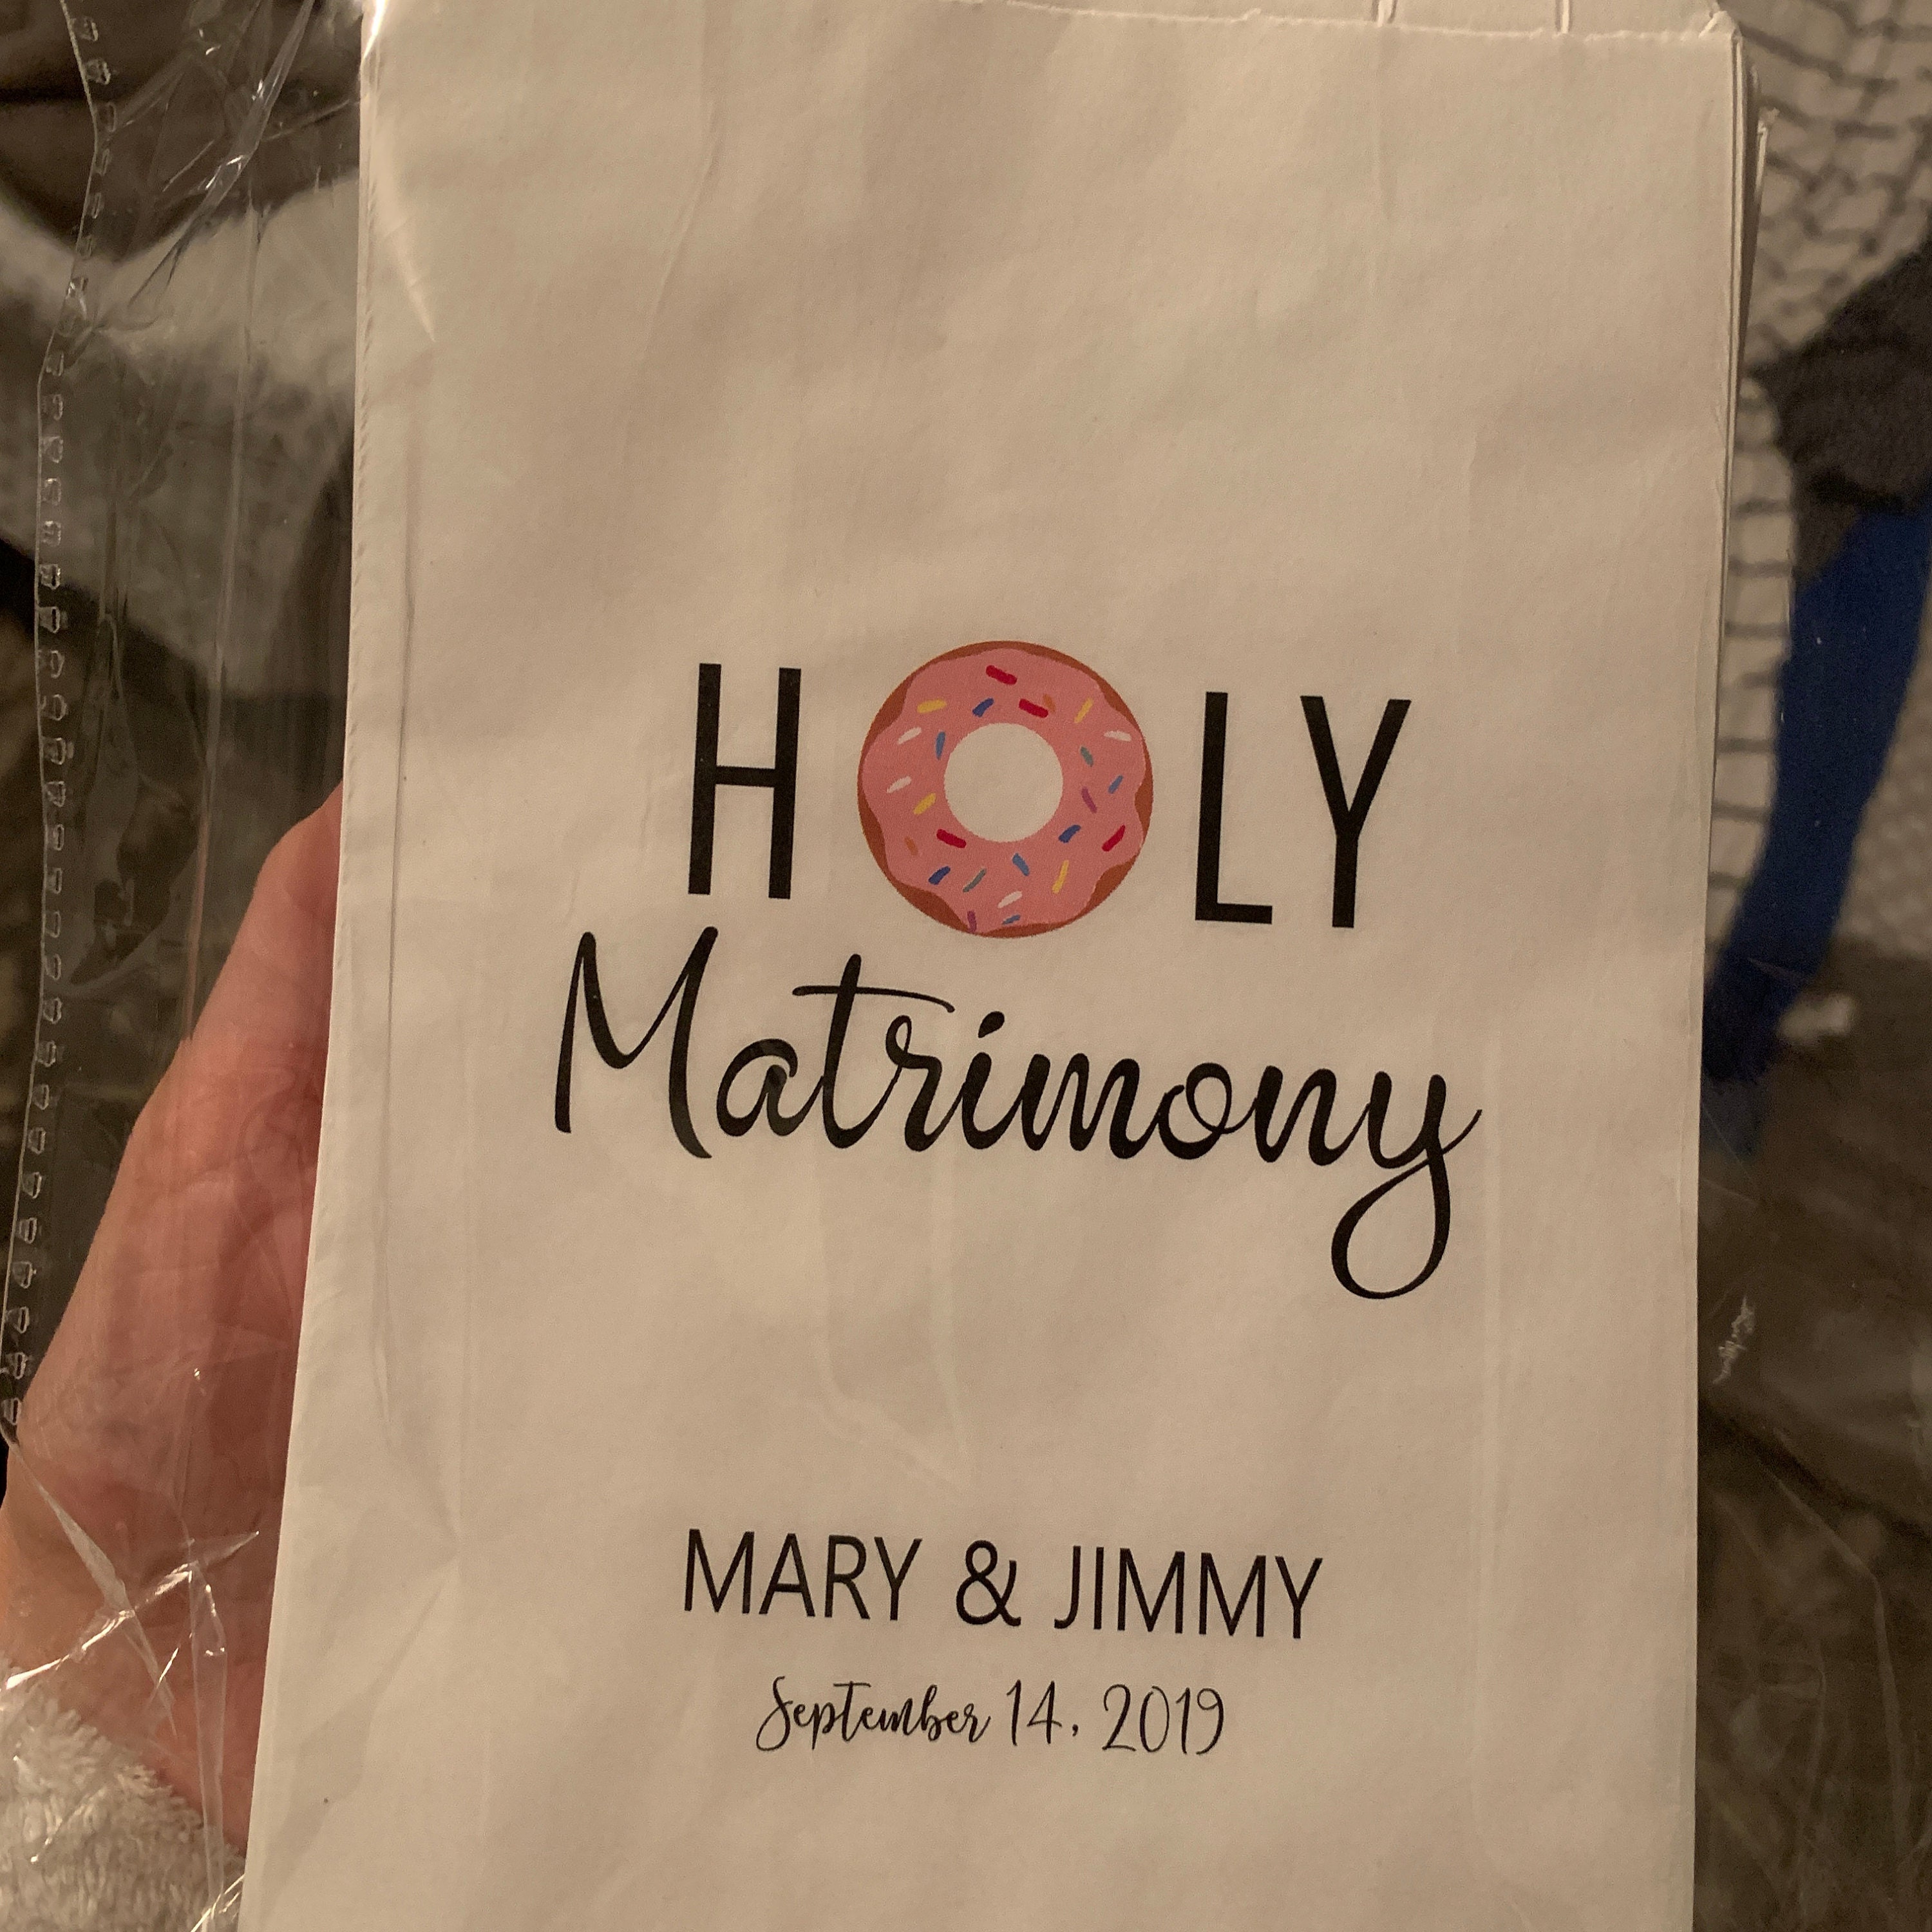 HOLY
Matrimony
MARY & JIMMY
September 14, 2019